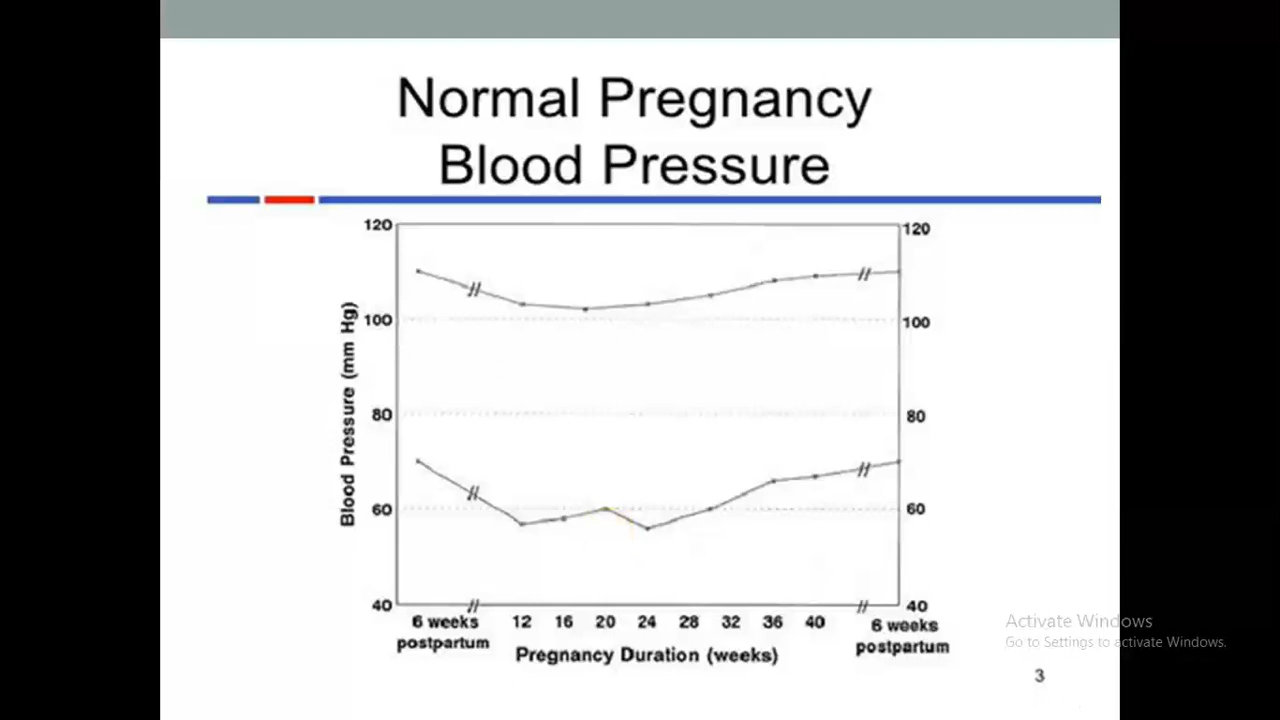 Normal Pregnancy
Blood Pressure
120
100
80
60
40
Blood Pressure (mm Hg)
120
100
80
60
40
6 weeks
postpartum
12 16 20 24 28 32 36 40
6 weeks
postpartum
Pregnancy Duration (weeks)
Activate Windows
Go to Settings to activate Windows.
3